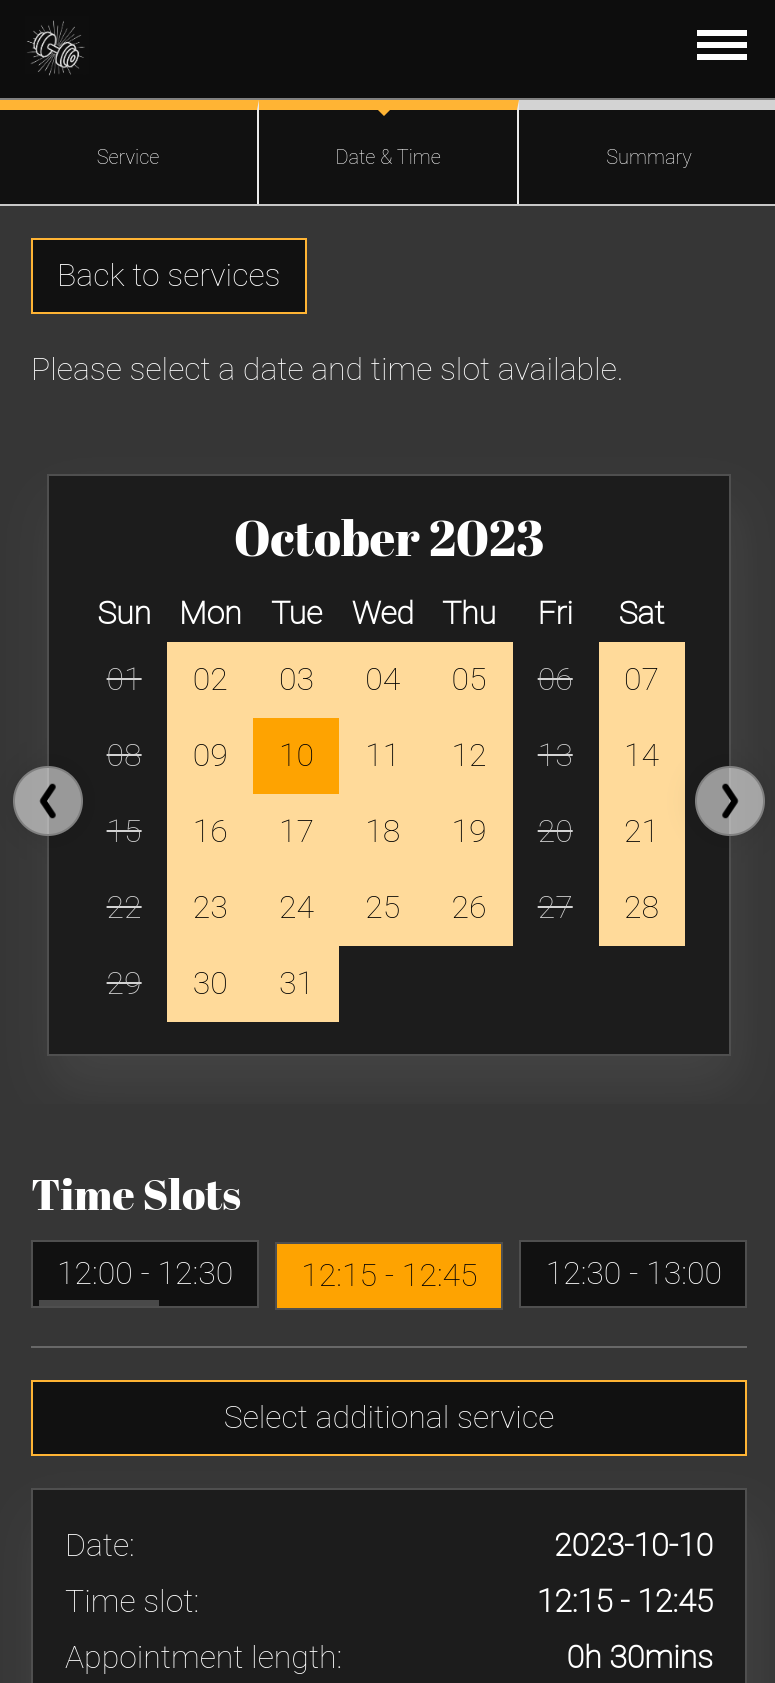 Service Date & Time Summary
Back to services
Please select a date and time slot available.
October 2023
Sun Mon Tue Wed Thu Fri Sat
01 02 03 04 05 06 07
08 09 10 11 12 13 14
15 16 17 18 19 20 21
22 23 24 25 26 27 28
29 30 31
Time Slots
12:00 - 12:30 12:15 - 12:45 12:30 - 13:00
Select additional service
Date: 2023-10-10
Time slot: 12:15 - 12:45
Appointment length: 0h 30mins